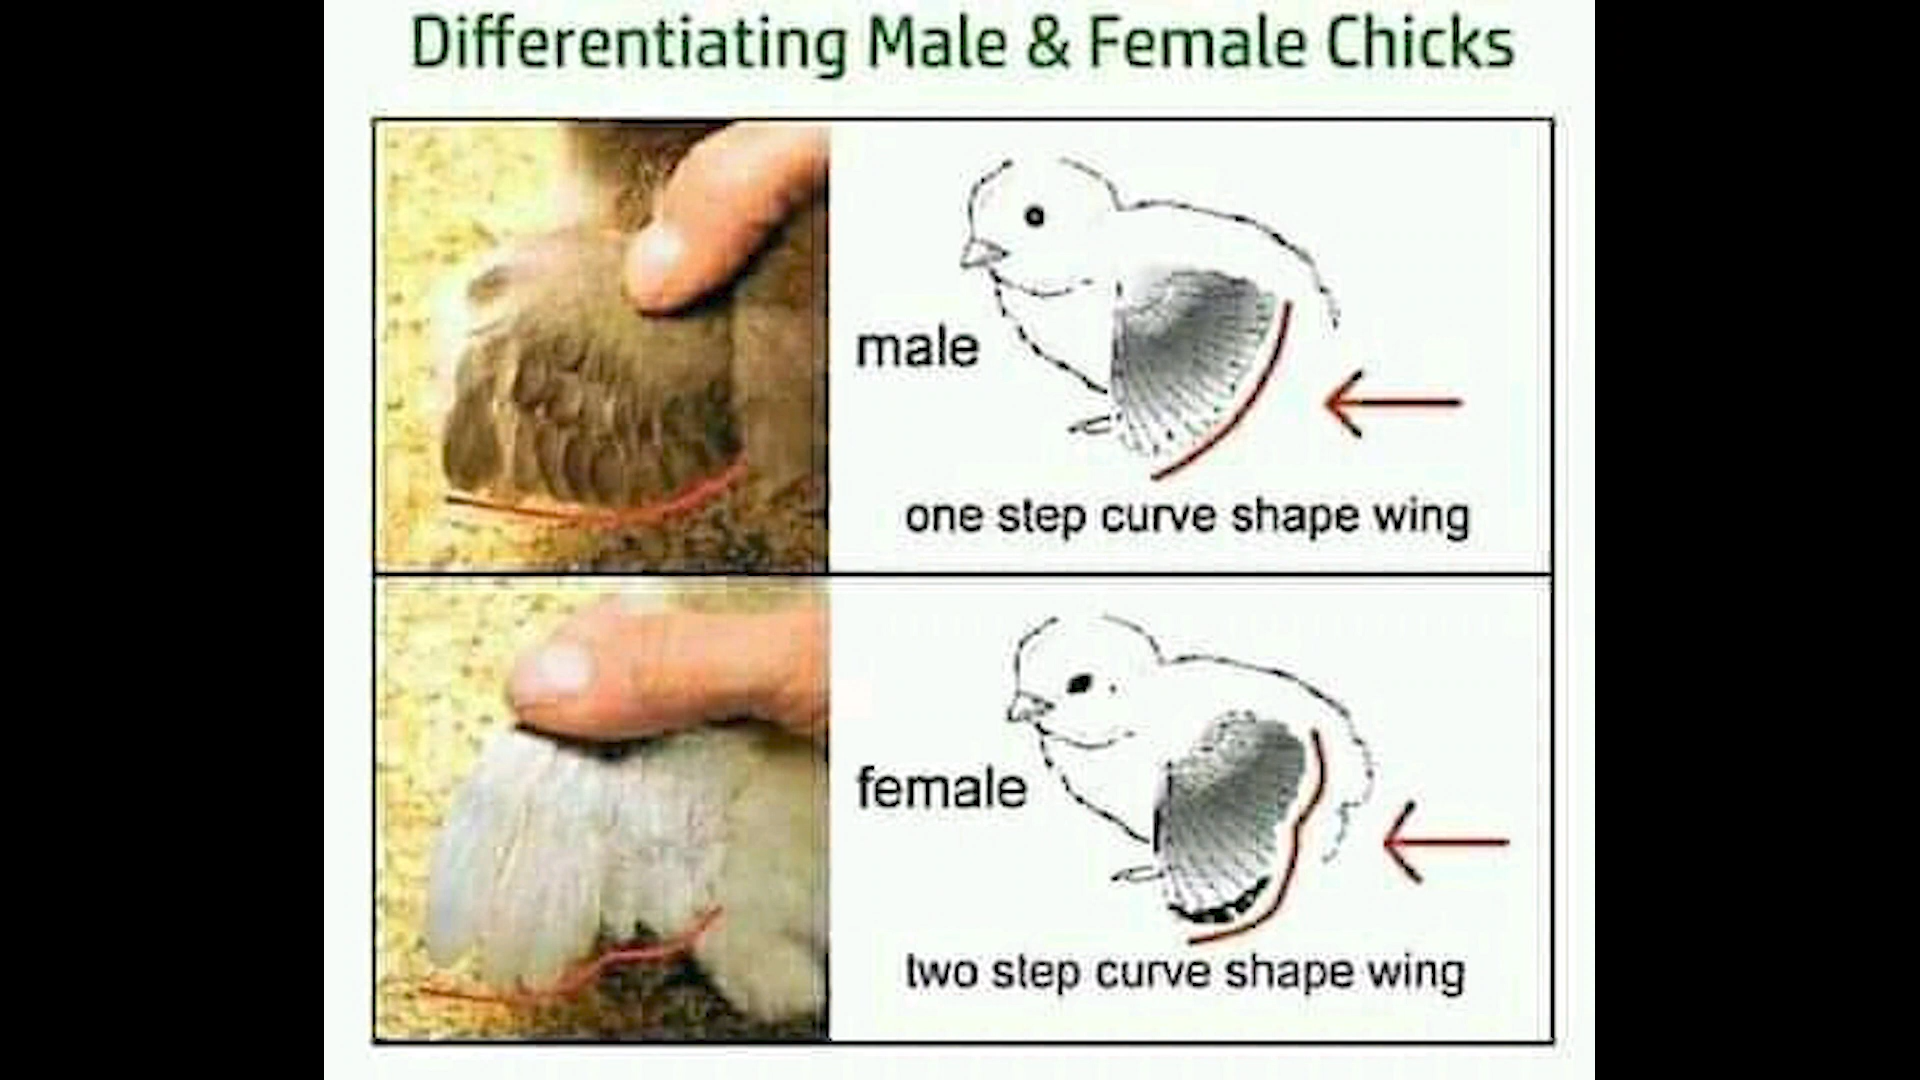 Differentiating Male & Female Chicks
male
one step curve shape wing
female
two step curve shape wing